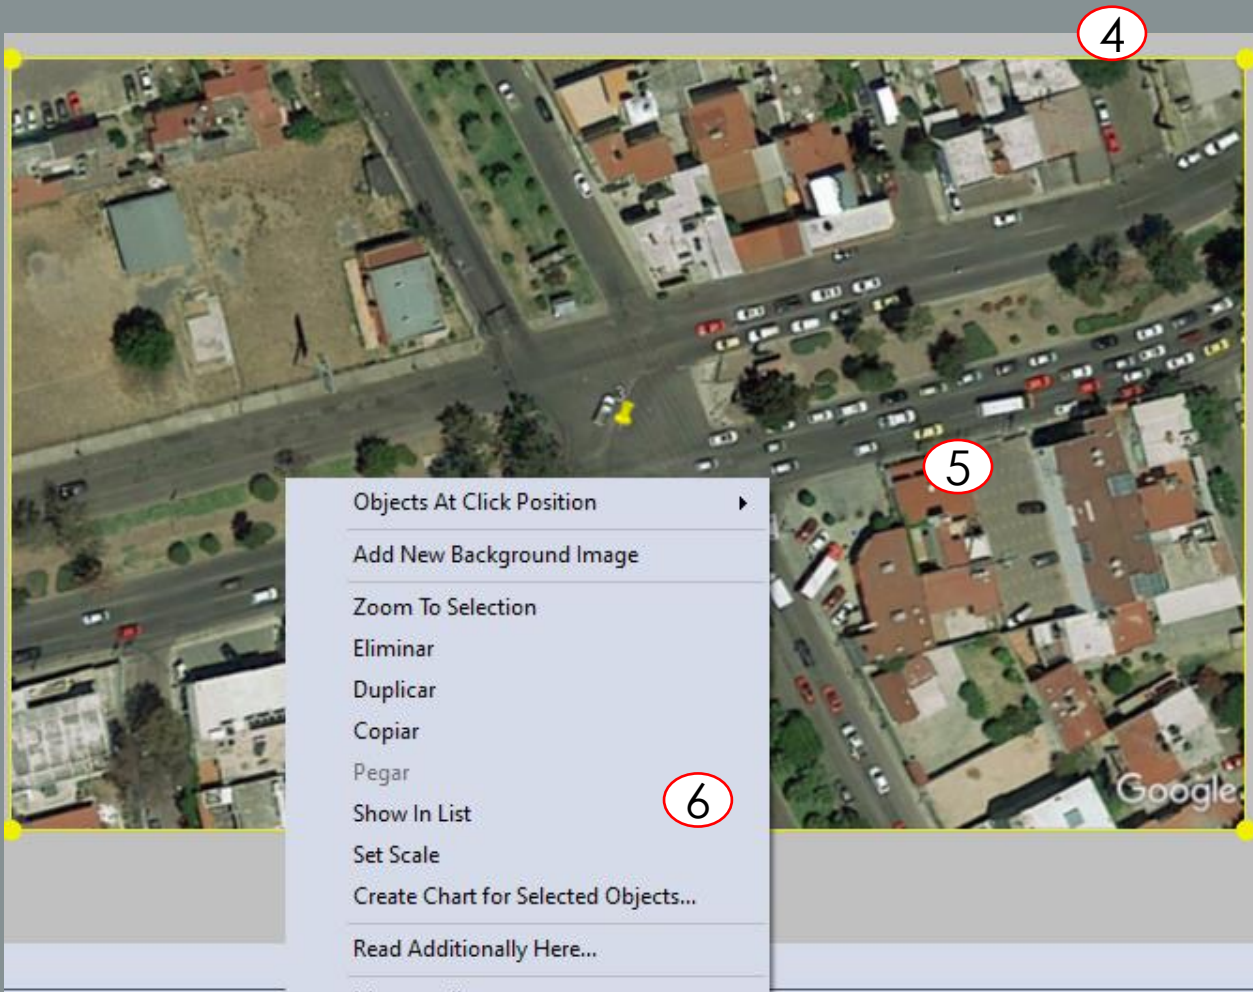 4
5
Objects At Click Position
Add New Background Image
Zoom To Selection
Eliminar
Duplicar
Copiar
Pegar
Show In List
6
Set Scale
Create Chart for Selected Objects...
Read Additionally Here...
Google